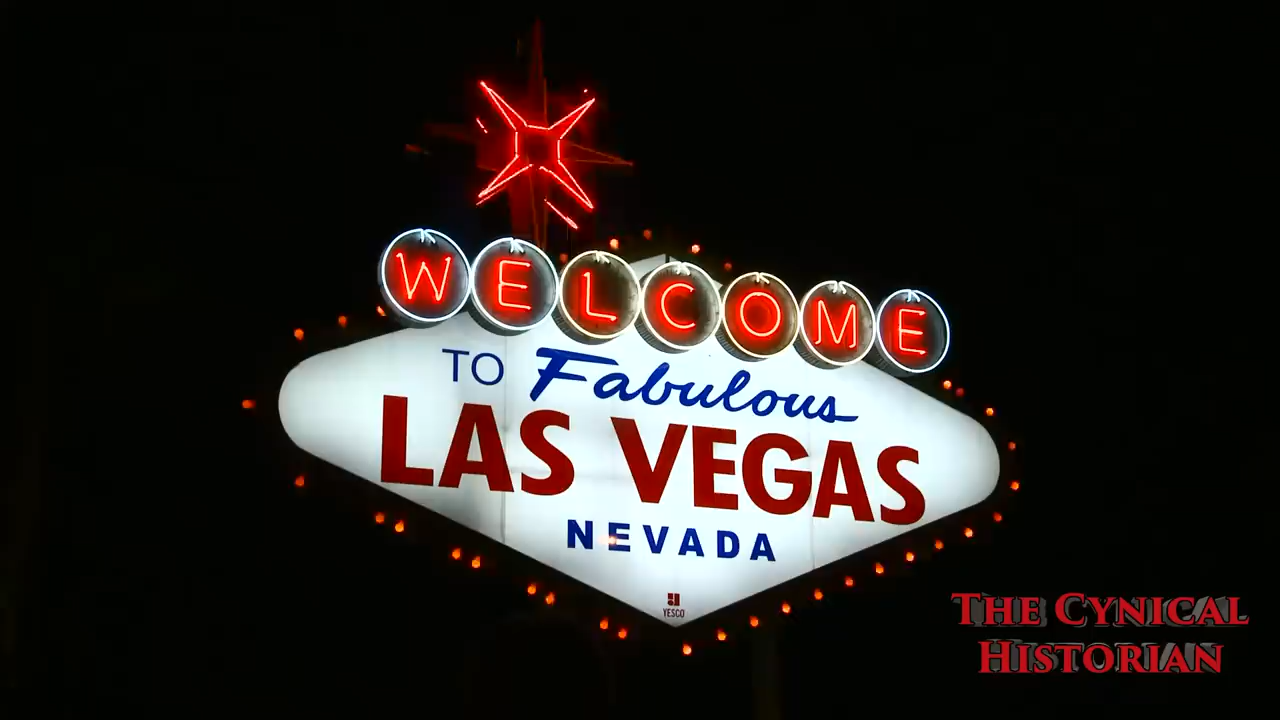 WELCOME
TO Fabulous
LAS VEGAS
NEVADA
YESCO
THE CYNICAL
HISTORIAN